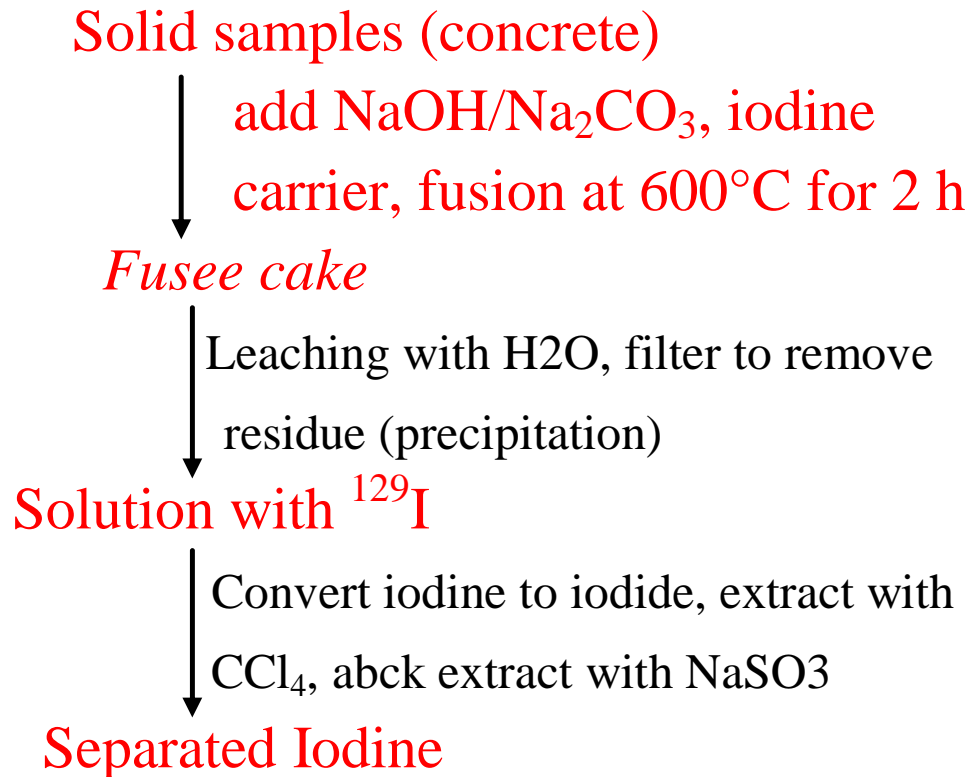 Solid samples (concrete)
add NaOH/Na₂CO₃, iodine
carrier, fusion at 600°C for 2 h
Fusee cake
Leaching with H2O, filter to remove
residue (precipitation)
Solution with ¹²⁹I
Convert iodine to iodide, extract with
CCl₄, abck extract with NaSO3
Separated Iodine